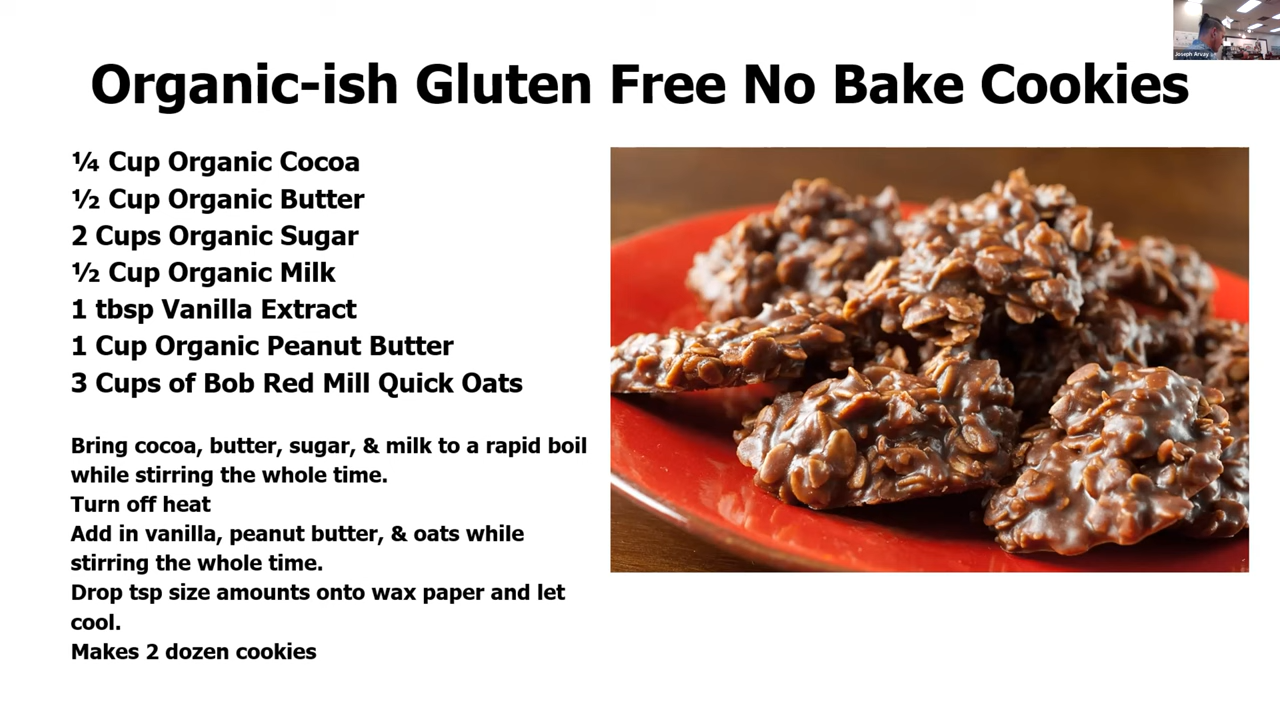 Organic-ish Gluten Free No Bake Cookies
¼ Cup Organic Cocoa
½ Cup Organic Butter
2 Cups Organic Sugar
½ Cup Organic Milk
1 tbsp Vanilla Extract
1 Cup Organic Peanut Butter
3 Cups of Bob Red Mill Quick Oats
Bring cocoa, butter, sugar, & milk to a rapid boil
while stirring the whole time.
Turn off heat
Add in vanilla, peanut butter, & oats while
stirring the whole time.
Drop tsp size amounts onto wax paper and let
cool.
Makes 2 dozen cookies
Joseph Arvay